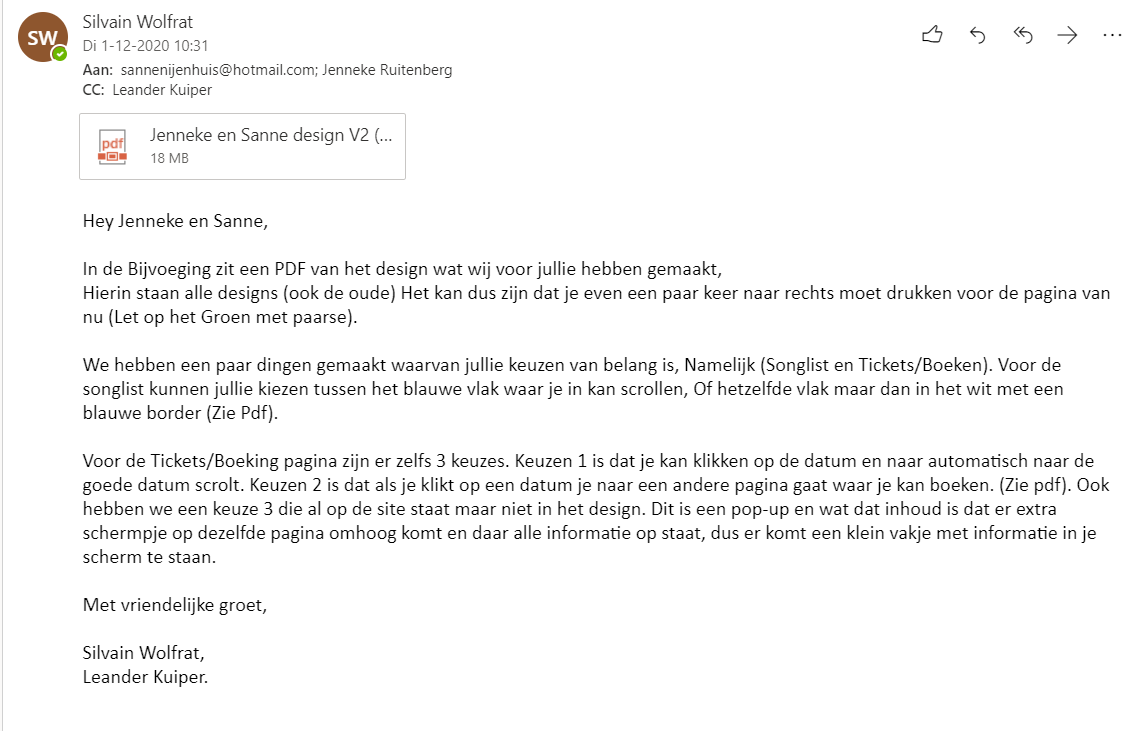 SW
Silvain Wolfrat
Di 1-12-2020 10:31
Aan: sannenijenhuis@hotmail.com; Jenneke Ruitenberg
CC: Leander Kuiper
pdf
Jenneke en Sanne design V2 (...
18 MB
Hey Jenneke en Sanne,
In de Bijvoeging zit een PDF van het design wat wij voor jullie hebben gemaakt,
Hierin staan alle designs (ook de oude) Het kan dus zijn dat je even een paar keer naar rechts moet drukken voor de pagina van
nu (Let op het Groen met paarse).
We hebben een paar dingen gemaakt waarvan jullie keuzen van belang is, Namelijk (Songlist en Tickets/Boeken). Voor de
songlist kunnen jullie kiezen tussen het blauwe vlak waar je in kan scrollen, Of hetzelfde vlak maar dan in het wit met een
blauwe border (Zie Pdf).
Voor de Tickets/Boeking pagina zijn er zelfs 3 keuzes. Keuzen 1 is dat je kan klikken op de datum en naar automatisch naar de
goede datum scrolt. Keuzen 2 is dat als je klikt op een datum je naar een andere pagina gaat waar je kan boeken. (Zie pdf). Ook
hebben we een keuze 3 die al op de site staat maar niet in het design. Dit is een pop-up en wat dat inhoud is dat er extra
schermpje op dezelfde pagina omhoog komt en daar alle informatie op staat, dus er komt een klein vakje met informatie in je
scherm te staan.
Met vriendelijke groet,
Silvain Wolfrat,
Leander Kuiper.